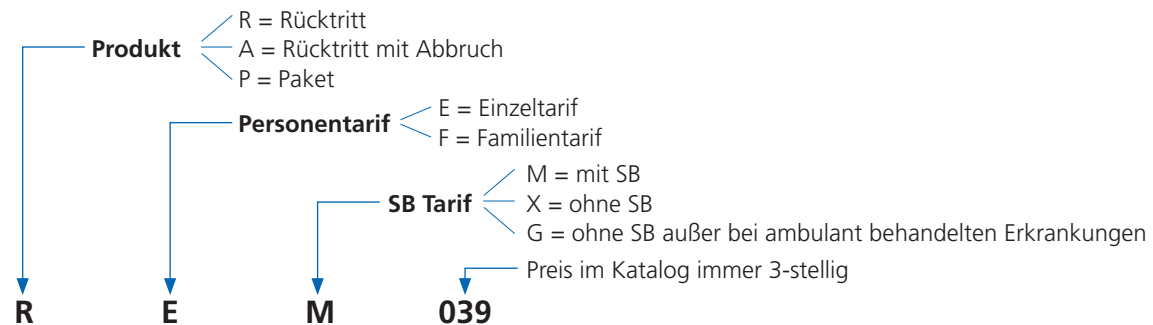 R = Rücktritt
Produkt
A = Rücktritt mit Abbruch
P = Paket
E = Einzeltarif
Personentarif
F = Familientarif
M = mit SB
SB Tarif
X = ohne SB
G = ohne SB außer bei ambulant behandelten Erkrankungen
Preis im Katalog immer 3-stellig
R E M 039